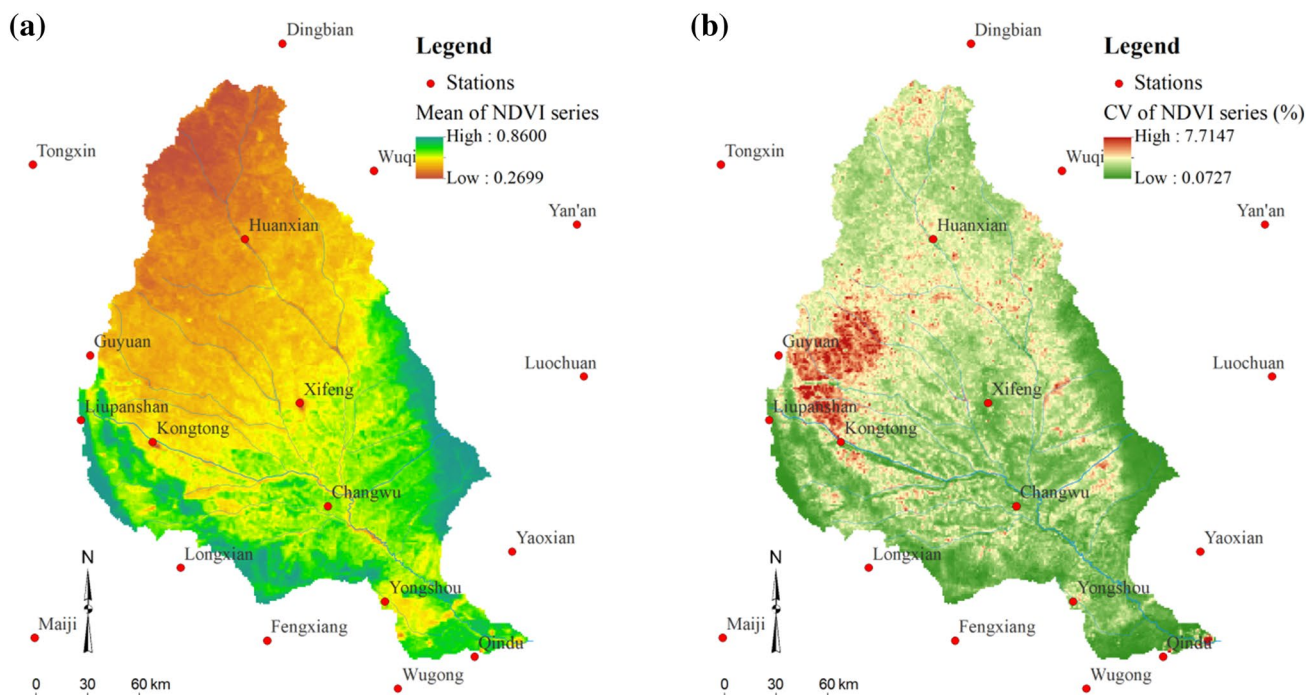 (a)
Dingbian
Legend
Stations
Mean of NDVI series
High : 0.8600
Low : 0.2699
Tongxin
Wuqi
Yan'an
Huanxian
Guyuan
Luochuan
Xifeng
Liupanshan
Kongtong
Changwu
Yaoxian
N
Longxian
Yongshou
Maiji
Fengxiang
Qindu
Wugong
0 30 60 km
(b)
Dingbian
Legend
Stations
CV of NDVI series (%)
High : 7.7147
Low : 0.0727
Tongxin
Wuqi
Yan'an
Huanxian
Guyuan
Luochuan
Xifeng
Liupanshan
Kongtong
Changwu
Yaoxian
N
Longxian
Yongshou
Maiji
Fengxiang
Qindu
Wugong
0 30 60 km